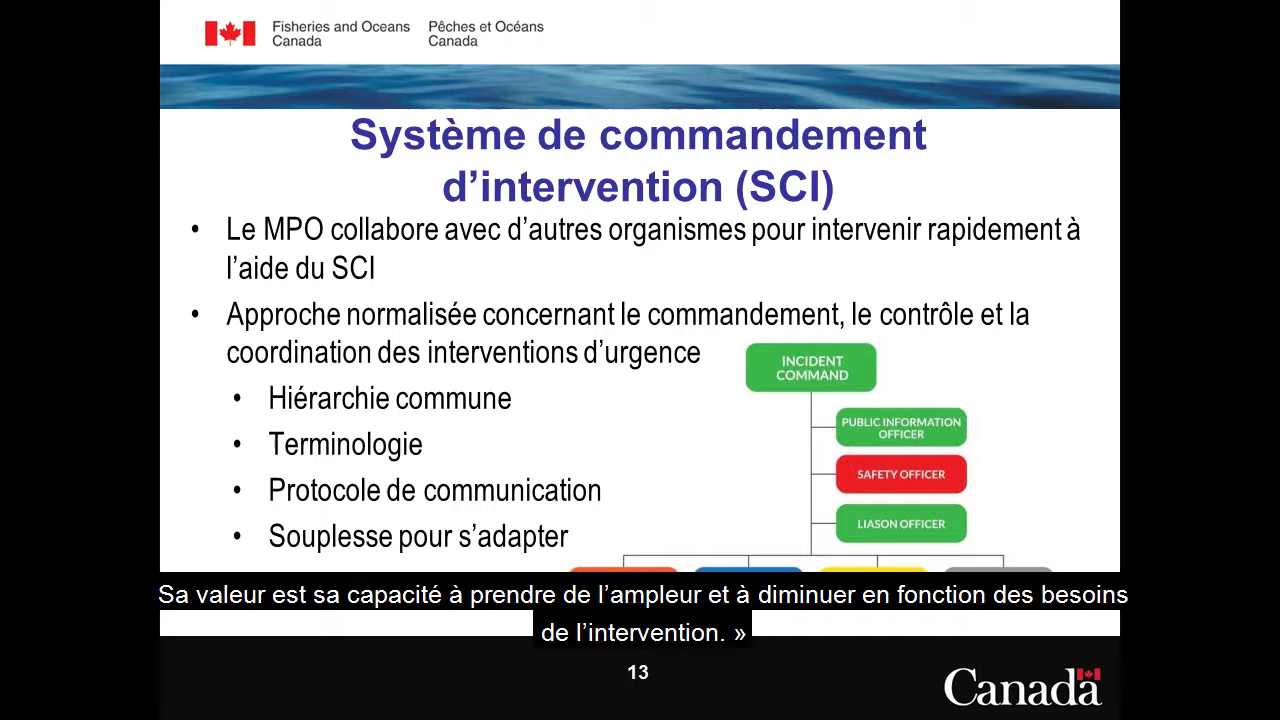 Fisheries and Oceans
Canada
Pêches et Océans
Canada
Système de commandement
d’intervention (SCI)
• Le MPO collabore avec d’autres organismes pour intervenir rapidement à
l’aide du SCI
• Approche normalisée concernant le commandement, le contrôle et la
coordination des interventions d’urgence
• Hiérarchie commune
• Terminologie
• Protocole de communication
• Souplesse pour s’adapter
INCIDENT
COMMAND
PUBLIC INFORMATION
OFFICER
SAFETY OFFICER
LIASON OFFICER
Sa valeur est sa capacité à prendre de l’ampleur et à diminuer en fonction des besoins
de l’intervention. »
13
Canada